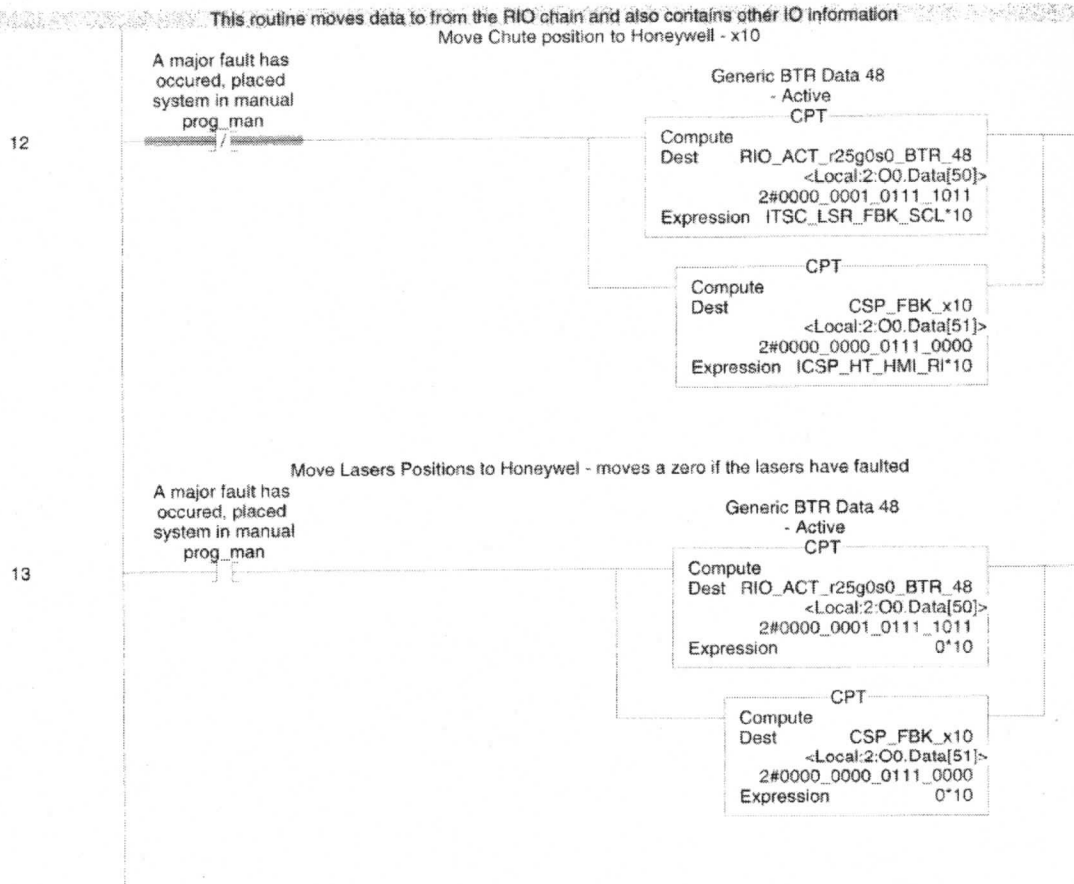 This routine moves data to from the RIO chain and also contains other IO information
Move Chute position to Honeywell - x10
A major fault has
occured, placed
system in manual
prog_man
12
Generic BTR Data 48
- Active
CPT
Compute
Dest RIO_ACT_r25g0s0_BTR_48
<Local:2:O0.Data[50]>
2#0000_0001_0111_1011
Expression ITSC_LSR_FBK_SCL*10
CPT
Compute
Dest CSP_FBK_x10
<Local:2:O0.Data[51]>
2#0000_0000_0111_0000
Expression ICSP_HT_HMI_RI*10
Move Lasers Positions to Honeywel - moves a zero if the lasers have faulted
A major fault has
occured, placed
system in manual
prog_man
13
Generic BTR Data 48
- Active
CPT
Compute
Dest RIO_ACT_r25g0s0_BTR_48
<Local:2:O0.Data[50]>
2#0000_0001_0111_1011
Expression 0*10
CPT
Compute
Dest CSP_FBK_x10
<Local:2:O0.Data[51]>
2#0000_0000_0111_0000
Expression 0*10